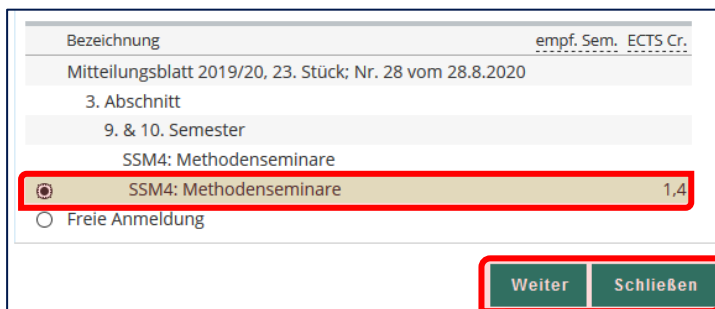 Bezeichnung empf. Sem. ECTS Cr.
Mitteilungsblatt 2019/20, 23. Stück; Nr. 28 vom 28.8.2020
3. Abschnitt
9. & 10. Semester
SSM4: Methodenseminare
SSM4: Methodenseminare 1,4
Freie Anmeldung
Weiter Schließen